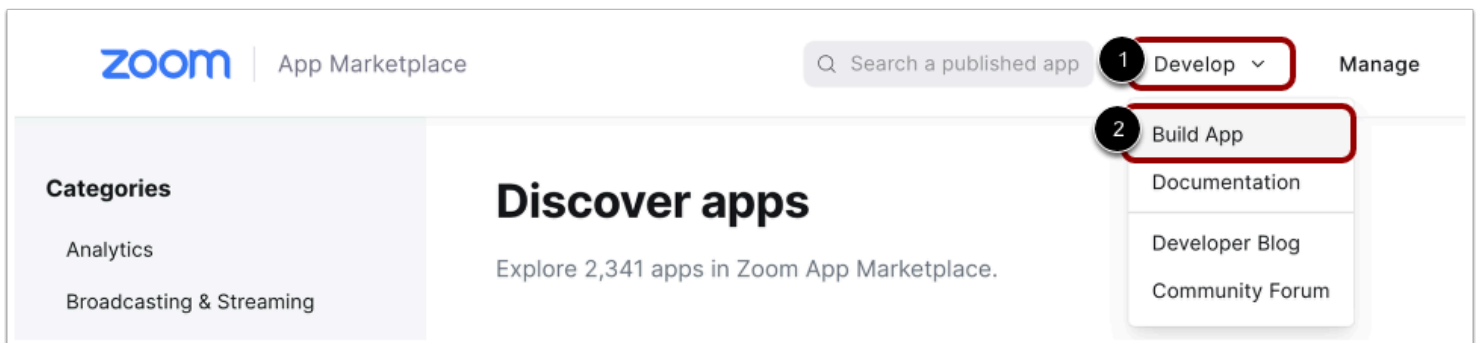 zoom App Marketplace Search a published app 1 Develop Manage
2 Build App
Documentation
Developer Blog
Community Forum
Categories
Analytics
Broadcasting & Streaming
Discover apps
Explore 2,341 apps in Zoom App Marketplace.